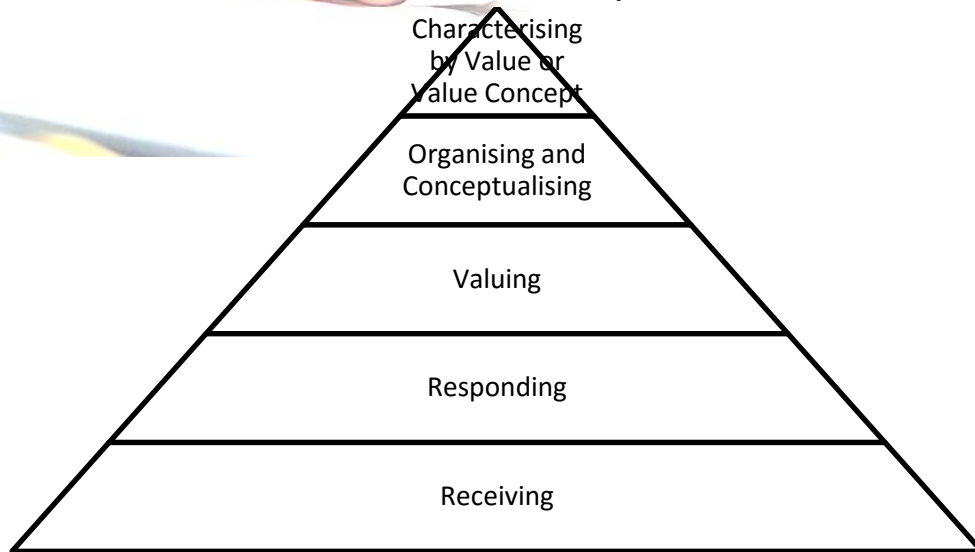 Characterising
by Value or
Value Concept
Organising and
Conceptualising
Valuing
Responding
Receiving